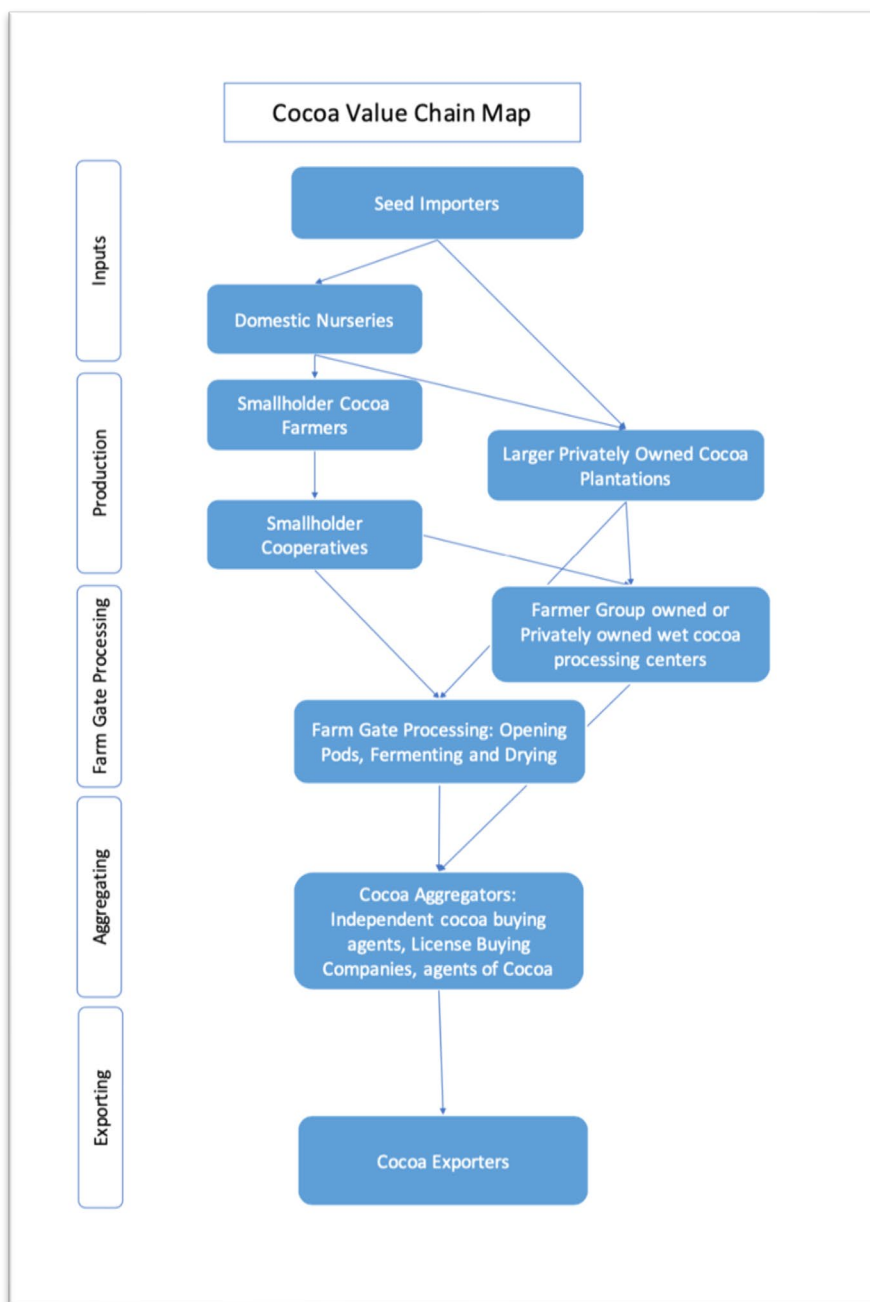 Cocoa Value Chain Map
Inputs
Seed Importers
Domestic Nurseries
Production
Smallholder Cocoa
Farmers
Larger Privately Owned Cocoa
Plantations
Smallholder
Cooperatives
Farm Gate Processing
Farmer Group owned or
Privately owned wet cocoa
processing centers
Farm Gate Processing: Opening
Pods, Fermenting and Drying
Aggregating
Cocoa Aggregators:
Independent cocoa buying
agents, License Buying
Companies, agents of Cocoa
Exporting
Cocoa Exporters